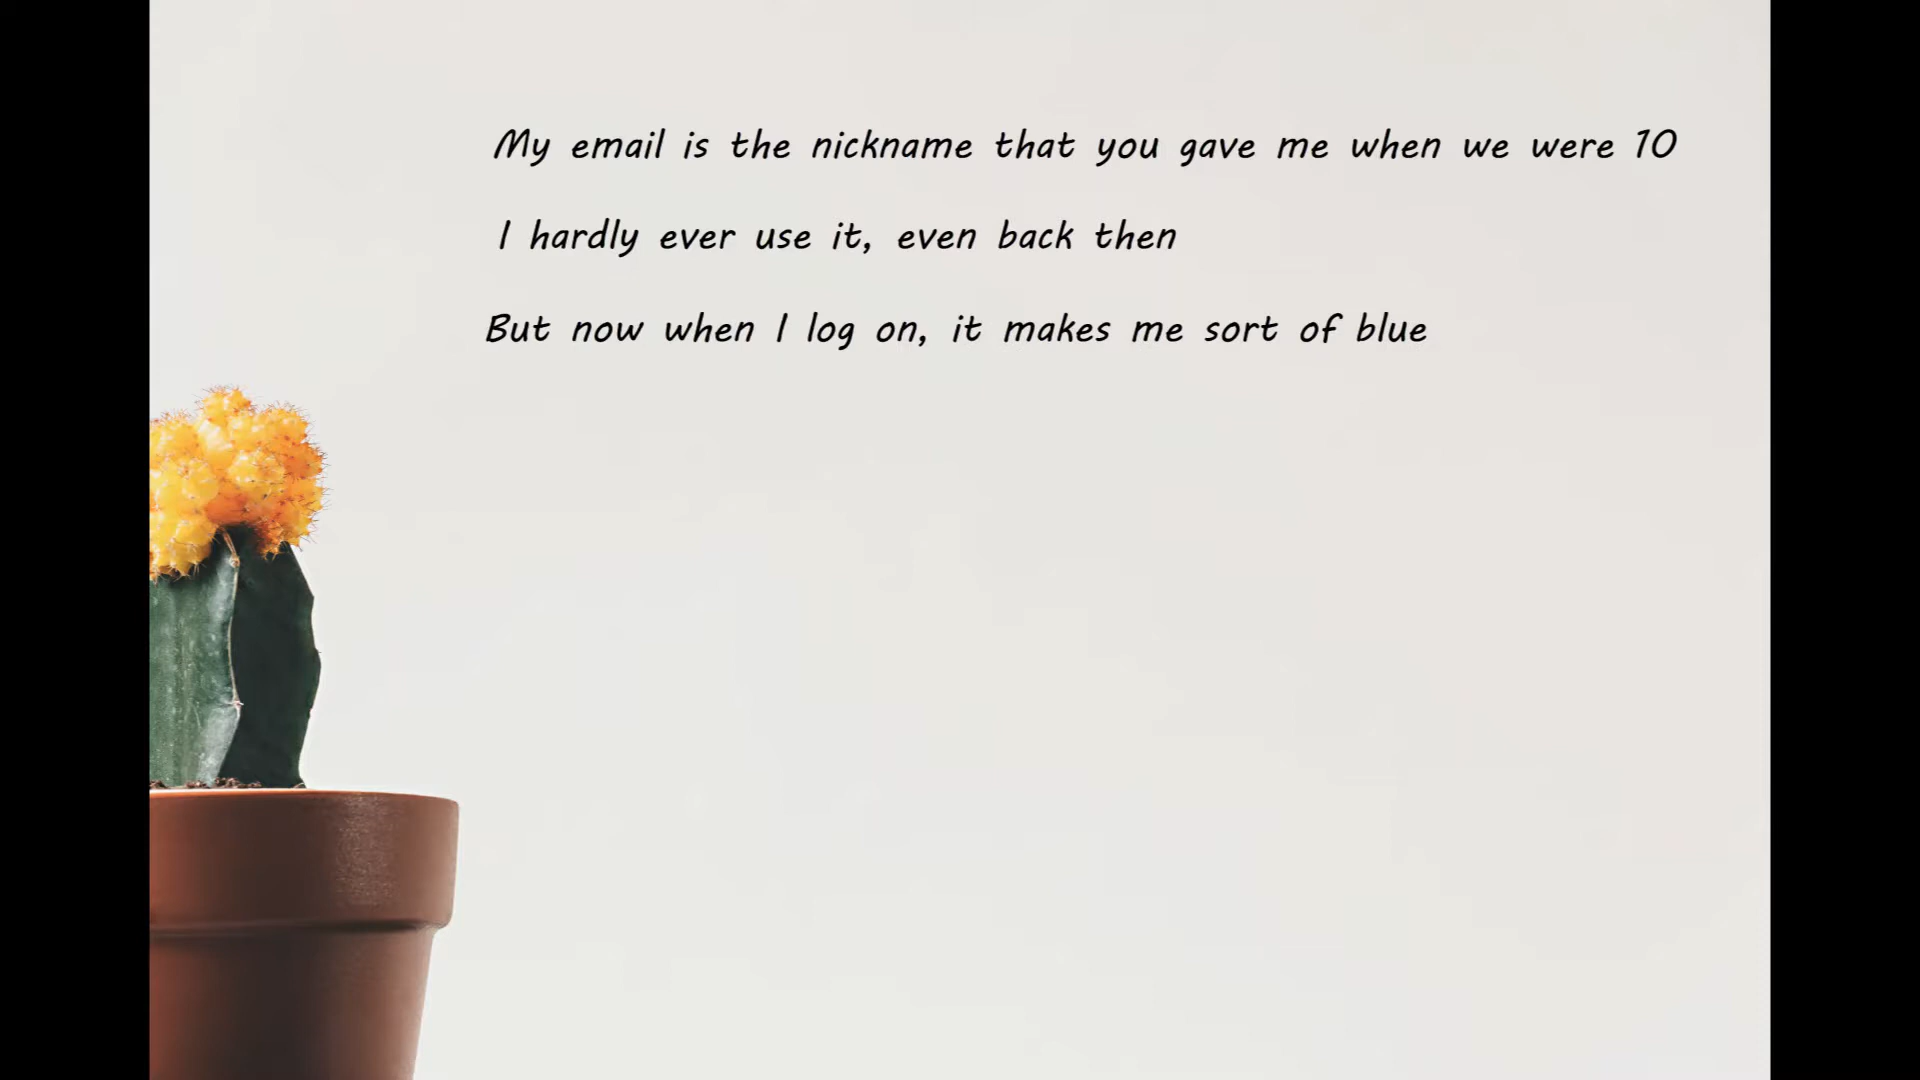 My email is the nickname that you gave me when we were 10
I hardly ever use it, even back then
But now when I log on, it makes me sort of blue